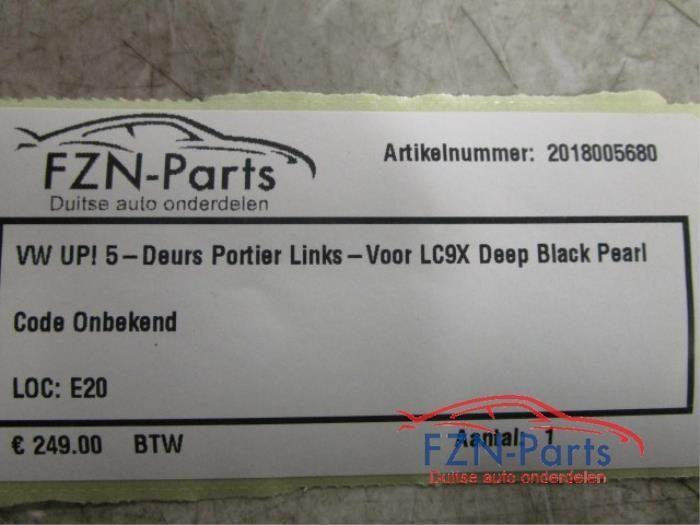 FZN-Parts
Duitse auto onderdelen
Artikelnummer: 2018005680
VW UP! 5-Deurs Portier Links-Voor LC9X Deep Black Pearl
Code Onbekend
LOC: E20
€ 249.00 BTW
Aantal: 1
FZN-Parts
Duitse auto onderdelen